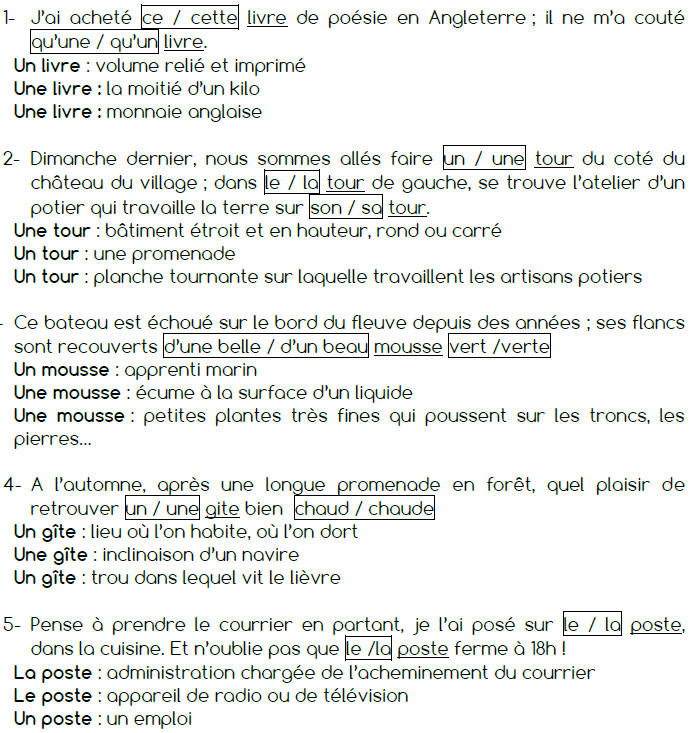 1- J'ai acheté ce / cette livre de poésie en Angleterre ; il ne m'a couté
qu'une / qu'un livre.
Un livre : volume relié et imprimé
Une livre : la moitié d'un kilo
Une livre : monnaie anglaise
2- Dimanche dernier, nous sommes allés faire un / une tour du coté du
château du village ; dans le / la tour de gauche, se trouve l'atelier d'un
potier qui travaille la terre sur son / sa tour.
Une tour : bâtiment étroit et en hauteur, rond ou carré
Un tour : une promenade
Un tour : planche tournante sur laquelle travaillent les artisans potiers
- Ce bateau est échoué sur le bord du fleuve depuis des années ; ses flancs
sont recouverts d'une belle / d'un beau mousse vert /verte
Un mousse : apprenti marin
Une mousse : écume à la surface d'un liquide
Une mousse : petites plantes très fines qui poussent sur les troncs, les
pierres...
4- A l'automne, après une longue promenade en forêt, quel plaisir de
retrouver un / une gite bien chaud / chaude
Un gîte : lieu où l'on habite, où l'on dort
Une gîte : inclinaison d'un navire
Un gîte : trou dans lequel vit le lièvre
5- Pense à prendre le courrier en partant, je l'ai posé sur le / la poste,
dans la cuisine. Et n'oublie pas que le /la poste ferme à 18h !
La poste : administration chargée de l'acheminement du courrier
Le poste : appareil de radio ou de télévision
Un poste : un emploi